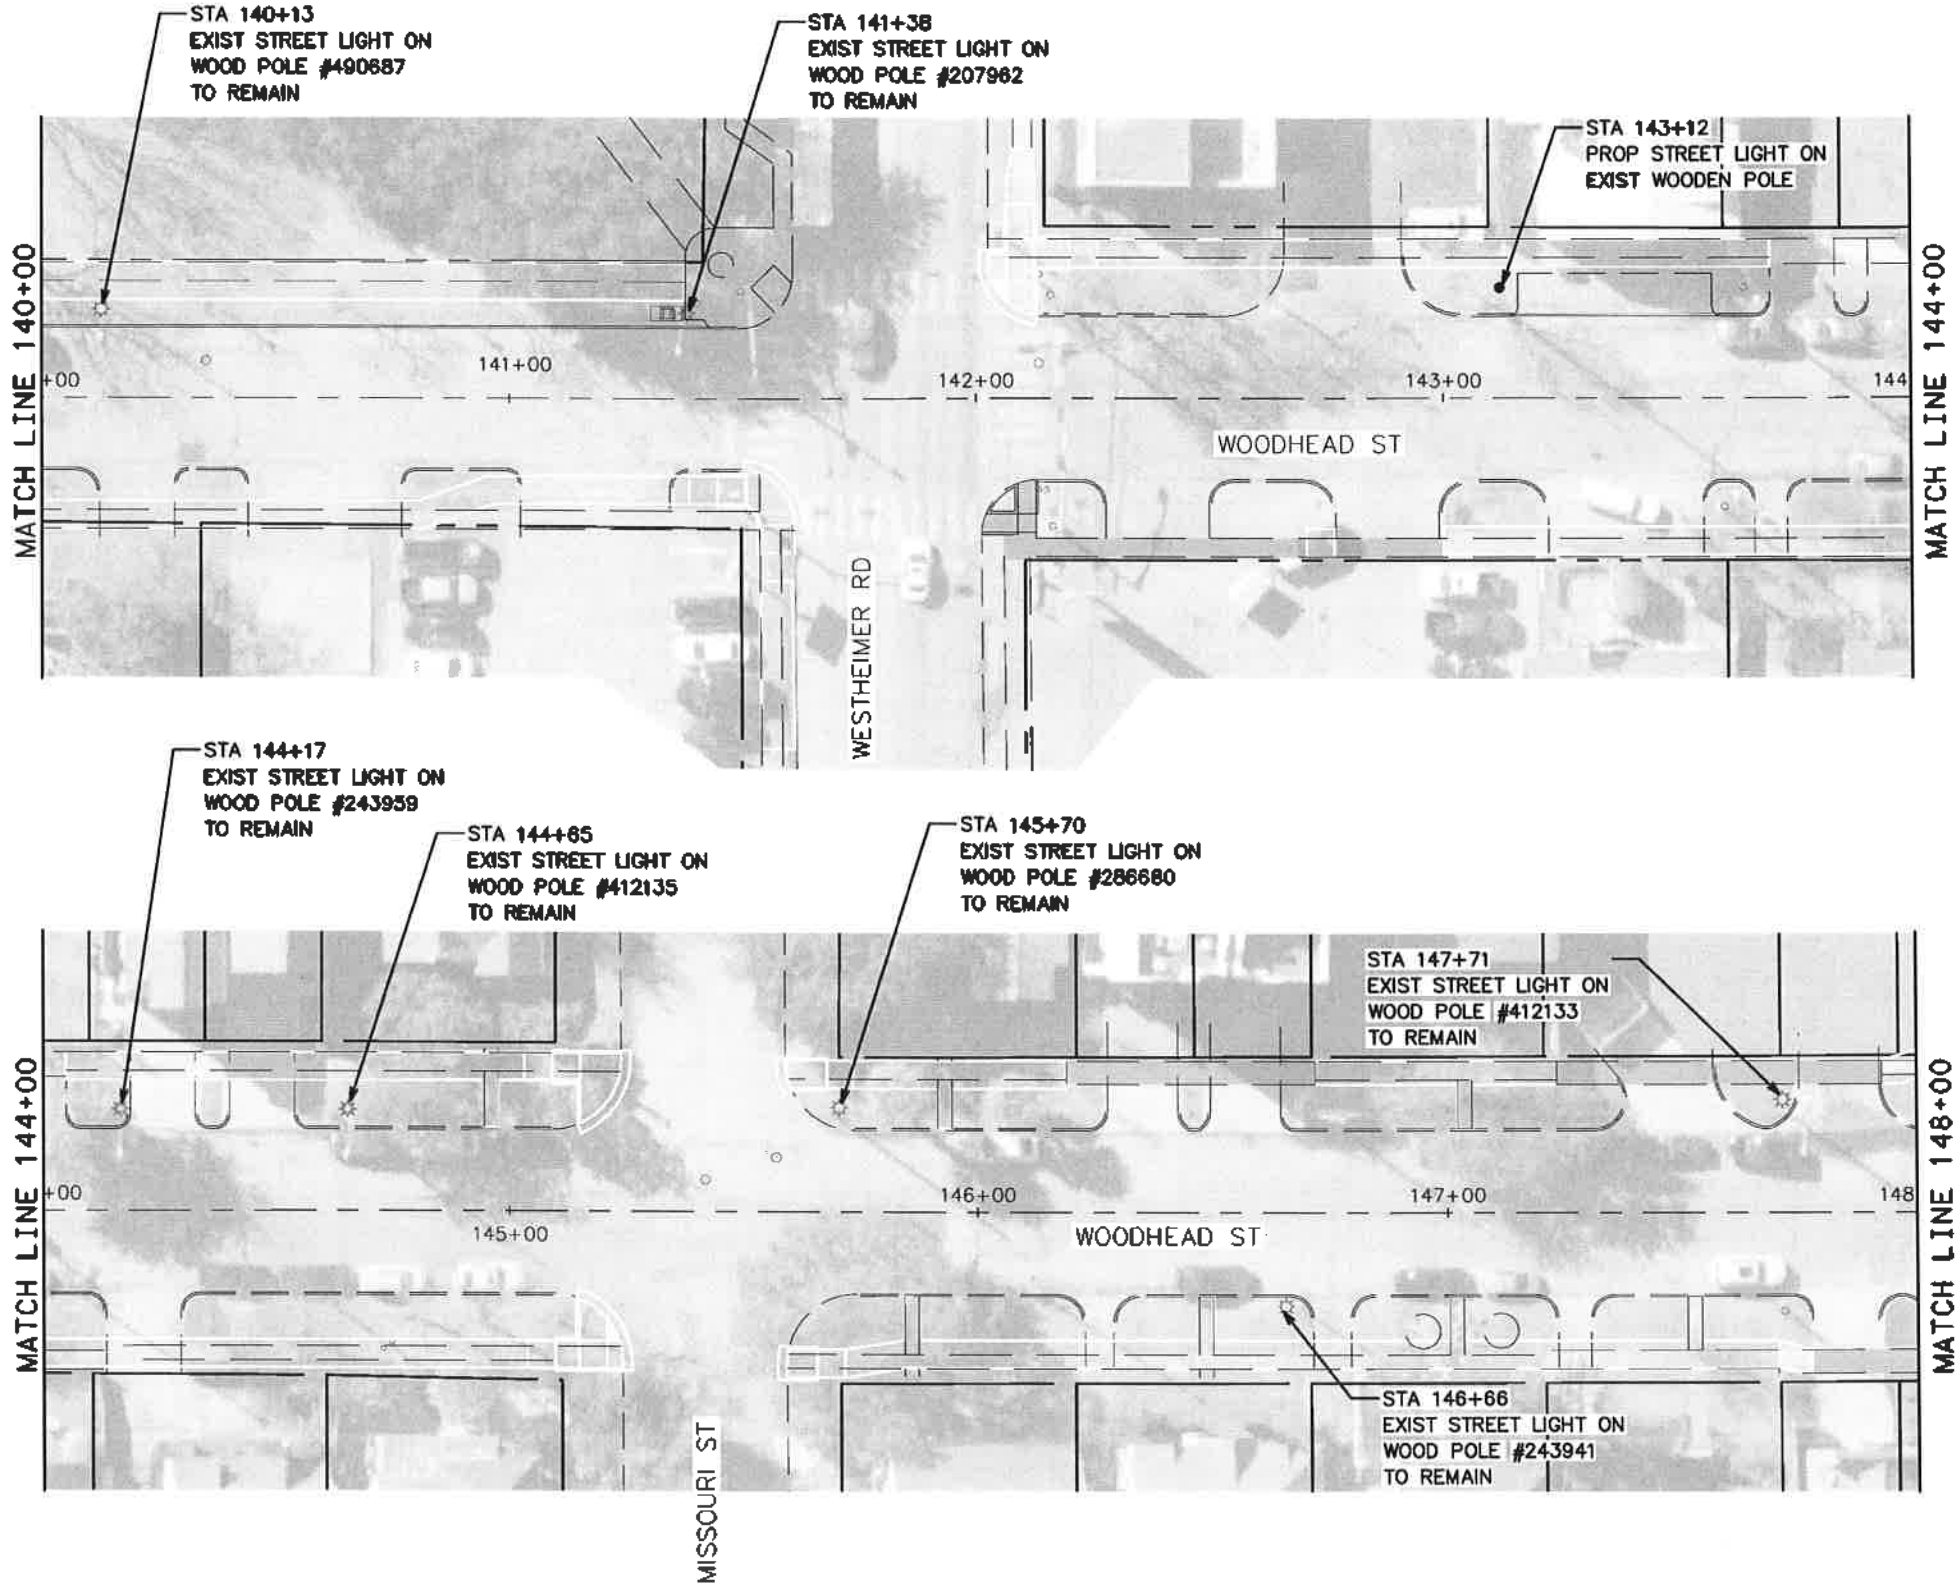 STA 140+13
EXIST STREET LIGHT ON
WOOD POLE #490687
TO REMAIN
STA 141+38
EXIST STREET LIGHT ON
WOOD POLE #207962
TO REMAIN
STA 143+12
PROP STREET LIGHT ON
EXIST WOODEN POLE
MATCH LINE 140+00
+00
141+00
142+00
143+00
144
MATCH LINE 144+00
WOODHEAD ST
WESTHEIMER RD
STA 144+17
EXIST STREET LIGHT ON
WOOD POLE #243959
TO REMAIN
STA 144+65
EXIST STREET LIGHT ON
WOOD POLE #412135
TO REMAIN
STA 145+70
EXIST STREET LIGHT ON
WOOD POLE #286680
TO REMAIN
STA 147+71
EXIST STREET LIGHT ON
WOOD POLE #412133
TO REMAIN
MATCH LINE 144+00
+00
145+00
146+00
147+00
148
MATCH LINE 148+00
WOODHEAD ST
MISSOURI ST
STA 146+66
EXIST STREET LIGHT ON
WOOD POLE #243941
TO REMAIN